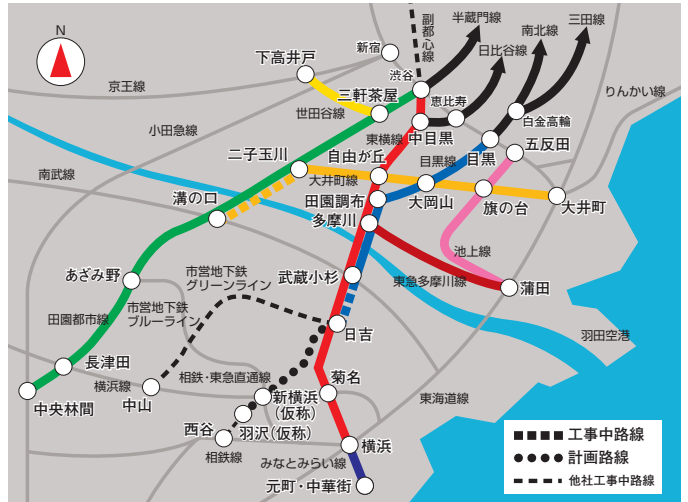 N
副都心線
半蔵門線
日比谷線
南北線
三田線
新宿
下高井戸
渋谷
京王線
三軒茶屋
恵比寿
りんかい線
世田谷線
白金高輪
小田急線
東横線
中目黒
五反田
二子玉川
自由が丘
目黒線
目黒
南武線
大井町線
溝の口
田園調布
大岡山
旗の台
大井町
多摩川
池上線
あざみ野
市営地下鉄
グリーンライン
武蔵小杉
東急多摩川線
蒲田
市営地下鉄
ブルーライン
田園都市線
日吉
羽田空港
長津田
横浜線
相鉄・東急直通線
菊名
中央林間
中山
新横浜
（仮称）
東海道線
西谷
羽沢（仮称）
横浜
相鉄線
みなとみらい線
元町・中華街
工事中路線
計画路線
他社工事中路線